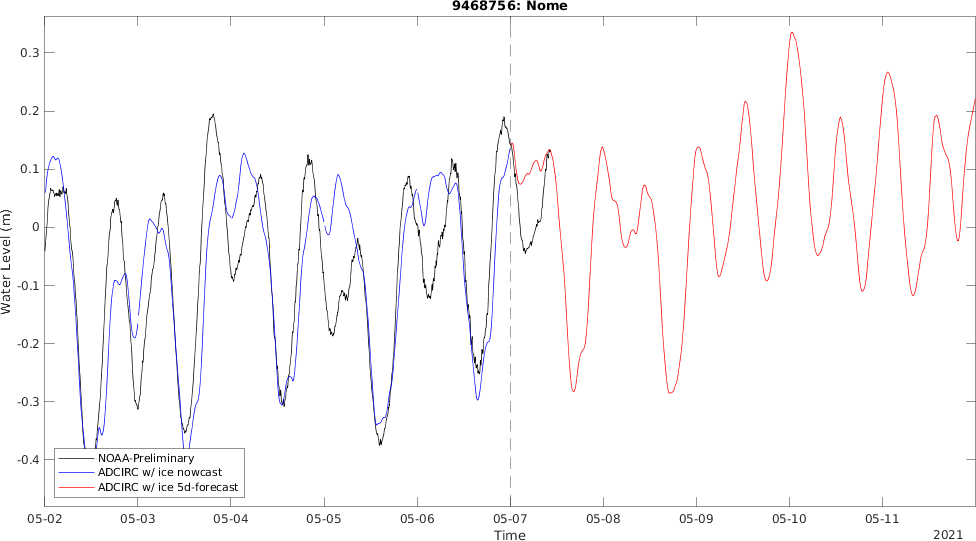 9468756: Nome
0.3
0.2
0.1
0
-0.1
-0.2
-0.3
-0.4
Water Level (m)
NOAA-Preliminary
ADCIRC w/ ice nowcast
ADCIRC w/ ice 5d-forecast
05-02 05-03 05-04 05-05 05-06 05-07 05-08 05-09 05-10 05-11
Time
2021